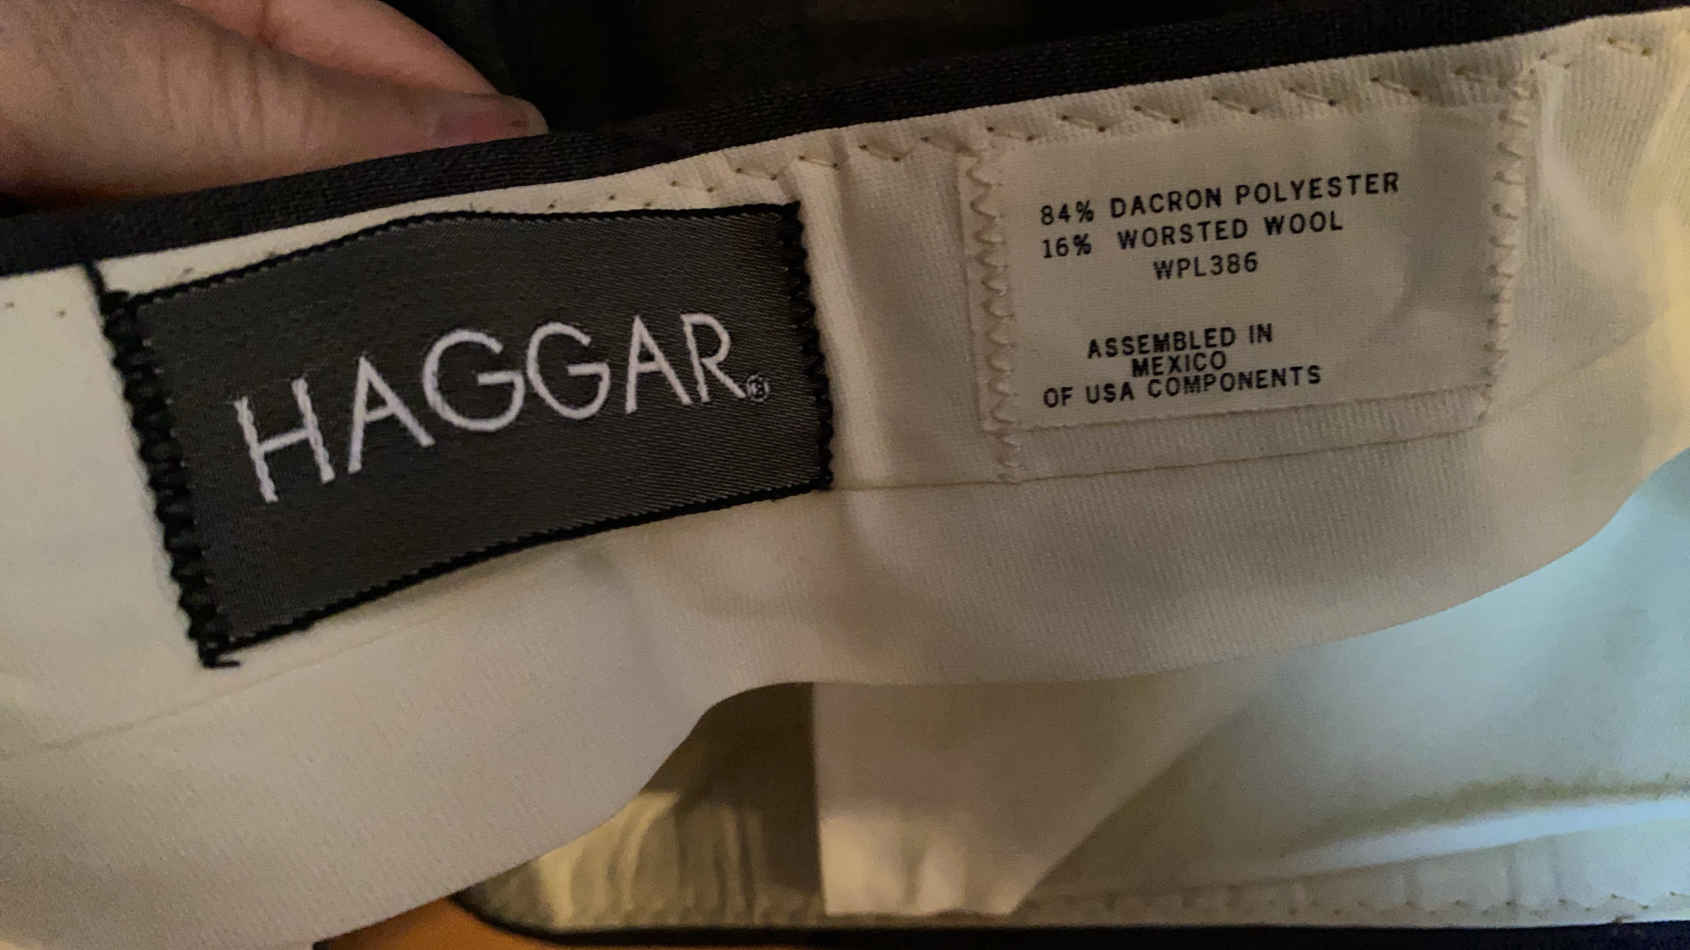 HAGGAR®
84% DACRON POLYESTER
16% WORSTED WOOL
WPL386
ASSEMBLED IN
MEXICO
OF USA COMPONENTS